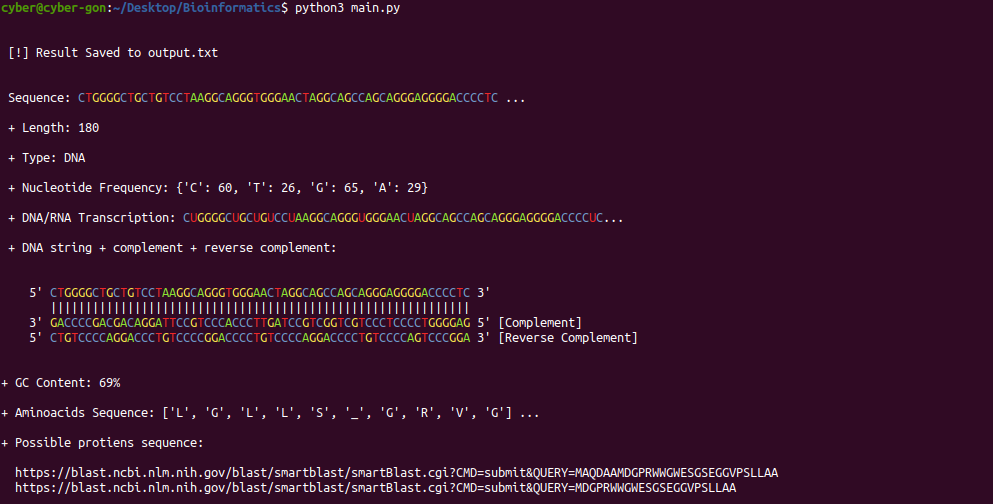 cyber@cyber-gon:~/Desktop/Bioinformatics$ python3 main.py
[!] Result Saved to output.txt
Sequence: CTGGGGCTGCTGTCCTAAGGCAGGGTGGGAACTAGGCAGCCAGCAGGGAGGGGACCCCTC ...
+ Length: 180
+ Type: DNA
+ Nucleotide Frequency: {'C': 60, 'T': 26, 'G': 65, 'A': 29}
+ DNA/RNA Transcription: CUGGGGCUGCUGUCCUAAGGCAGGGUGGGAACUAGGCAGCCAGCAGGGAGGGGACCCCUC...
+ DNA string + complement + reverse complement:
5' CTGGGGCTGCTGTCCTAAGGCAGGGTGGGAACTAGGCAGCCAGCAGGGAGGGGACCCCTC 3'
||||||||||||||||||||||||||||||||||||||||||||||||||||||||||||
3' GACCCCGACGACAGGATTCCGTCCCACCCTTGATCCGTCGGTCGTCCCTCCCCTGGGGAG 5' [Complement]
5' CTGTCCCCAGGACCCTGTCCCCGGACCCCTGTCCCCAGGACCCCTGTCCCCAGTCCCGGA 3' [Reverse Complement]
+ GC Content: 69%
+ Aminoacids Sequence: ['L', 'G', 'L', 'L', 'S', '_', 'G', 'R', 'V', 'G'] ...
+ Possible protiens sequence:
https://blast.ncbi.nlm.nih.gov/blast/smartblast/smartBlast.cgi?CMD=submit&QUERY=MAQDAAMDGPRWWGWESGSEGGVPSLLAA
https://blast.ncbi.nlm.nih.gov/blast/smartblast/smartBlast.cgi?CMD=submit&QUERY=MDGPRWWGWESGSEGGVPSLLAA